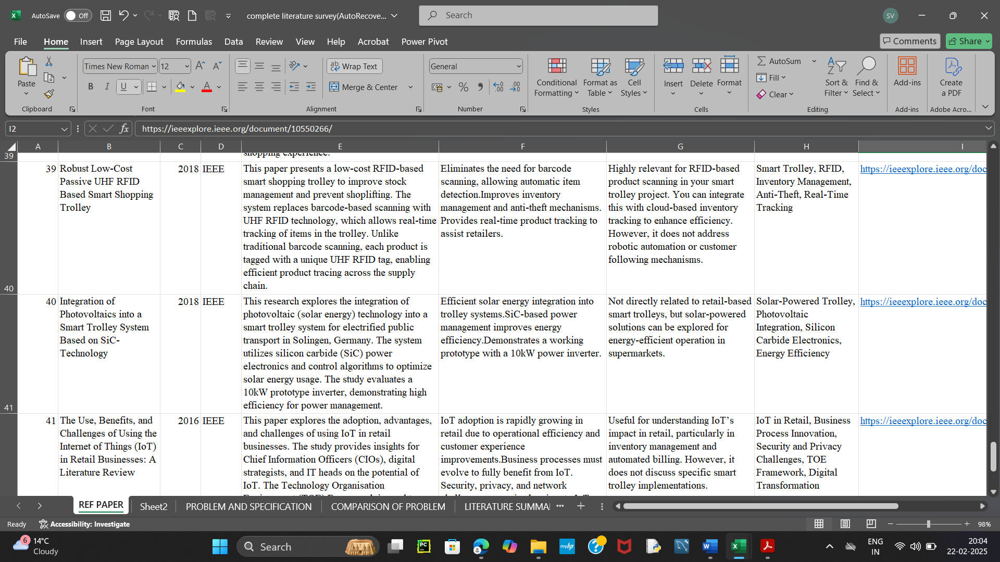 AutoSave Off complete literature survey(AutoRecove... Search SV
File Home Insert Page Layout Formulas Data Review View Help Acrobat Power Pivot Comments Share
Paste
Times New Roman 12
B I U
Wrap Text
Merge & Center
General
Conditional Formatting
Format as Table
Cell Styles
Insert
Delete
Format
AutoSum
Fill
Clear
Sort & Filter
Find & Select
Add-ins
Create a PDF
Clipboard Font Alignment Number Styles Cells Editing Add-ins Adobe Acro...
I2 fx https://ieeexplore.ieee.org/document/10550266/
A B C D E F G H I
39
shopping experience.
40
39
Robust Low-Cost
Passive UHF RFID
Based Smart Shopping
Trolley
2018
IEEE
This paper presents a low-cost RFID-based
smart shopping trolley to improve stock
management and prevent shoplifting. The
system replaces barcode-based scanning with
UHF RFID technology, which allows real-time
tracking of items in the trolley. Unlike
traditional barcode scanning, each product is
tagged with a unique UHF RFID tag, enabling
efficient product tracing across the supply
chain.
Eliminates the need for barcode
scanning, allowing automatic item
detection.Improves inventory
management and anti-theft mechanisms.
Provides real-time product tracking to
assist retailers.
Highly relevant for RFID-based
product scanning in your smart
trolley project. You can integrate
this with cloud-based inventory
tracking to enhance efficiency.
However, it does not address
robotic automation or customer
following mechanisms.
Smart Trolley, RFID,
Inventory Management,
Anti-Theft, Real-Time
Tracking
https://ieeexplore.ieee.org/doc
41
40
Integration of
Photovoltaics into a
Smart Trolley System
Based on SiC-
Technology
2018
IEEE
This research explores the integration of
photovoltaic (solar energy) technology into a
smart trolley system for electrified public
transport in Solingen, Germany. The system
utilizes silicon carbide (SiC) power
electronics and control algorithms to optimize
solar energy usage. The study evaluates a
10kW prototype inverter, demonstrating high
efficiency for power management.
Efficient solar energy integration into
trolley systems.SiC-based power
management improves energy
efficiency.Demonstrates a working
prototype with a 10kW power inverter.
Not directly related to retail-based
smart trolleys, but solar-powered
solutions can be explored for
energy-efficient operation in
supermarkets.
Solar-Powered Trolley,
Photovoltaic
Integration, Silicon
Carbide Electronics,
Energy Efficiency
https://ieeexplore.ieee.org/doc
41
The Use, Benefits, and
Challenges of Using the
Internet of Things (IoT)
in Retail Businesses: A
Literature Review
2016
IEEE
This paper explores the adoption, advantages,
and challenges of using IoT in retail
businesses. The study provides insights for
Chief Information Officers (CIOs), digital
strategists, and IT heads on the potential of
IoT. The Technology Organisation
IoT adoption is rapidly growing in
retail due to operational efficiency and
customer experience
improvements.Business processes must
evolve to fully benefit from IoT.
Security, privacy, and network
Useful for understanding IoT’s
impact in retail, particularly in
inventory management and
automated billing. However, it
does not discuss specific smart
trolley implementations.
IoT in Retail, Business
Process Innovation,
Security and Privacy
Challenges, TOE
Framework, Digital
Transformation
https://ieeexplore.ieee.org/doc
REF PAPER Sheet2 PROBLEM AND SPECIFICATION COMPARISON OF PROBLEM LITERATURE SUMMA ...
Ready Accessibility: Investigate 98%
6 14°C
Cloudy
Search
PC
myhp
ENG
IN
20:04
22-02-2025